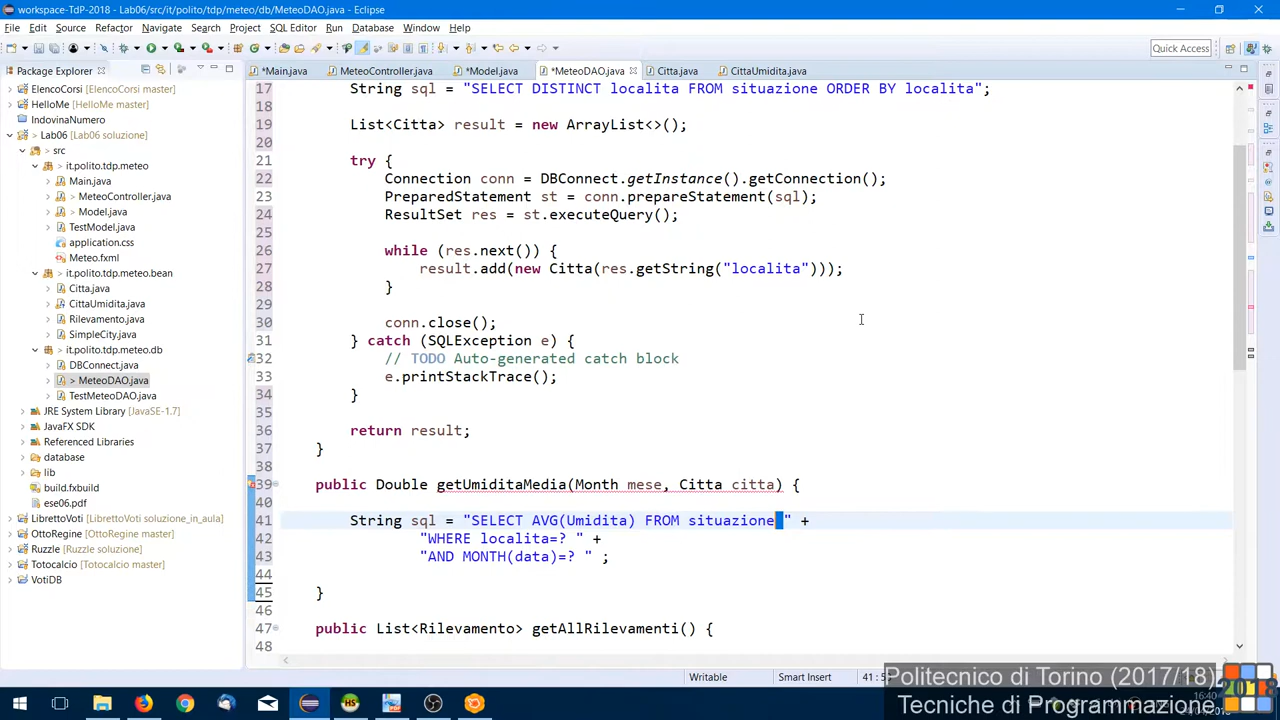 workspace-TdP-2018 - Lab06/src/it/polito/tdp/meteo/db/MeteoDAO.java - Eclipse
File Edit Source Refactor Navigate Search Project SQL Editor Run Database Window Help
Quick Access
Package Explorer
*Main.java MeteoController.java *Model.java *MeteoDAO.java Citta.java CittaUmidita.java
ElencoCorsi [ElencoCorsi master]
HelloMe [HelloMe master]
IndovinaNumero
> Lab06 [Lab06 soluzione]
> src
> it.polito.tdp.meteo
Main.java
> MeteoController.java
> Model.java
TestModel.java
application.css
Meteo.fxml
> it.polito.tdp.meteo.bean
Citta.java
CittaUmidita.java
Rilevamento.java
SimpleCity.java
> it.polito.tdp.meteo.db
DBConnect.java
> MeteoDAO.java
TestMeteoDAO.java
JRE System Library [JavaSE-1.7]
JavaFX SDK
Referenced Libraries
database
lib
build.fxbuild
ese06.pdf
LibrettoVoti [LibrettoVoti soluzione_in_aula]
OttoRegine [OttoRegine master]
Ruzzle [Ruzzle soluzione]
Totocalcio [Totocalcio master]
VotiDB
17 String sql = "SELECT DISTINCT localita FROM situazione ORDER BY localita";
18
19 List<Citta> result = new ArrayList<>();
20
21 try {
22 Connection conn = DBConnect.getInstance().getConnection();
23 PreparedStatement st = conn.prepareStatement(sql);
24 ResultSet res = st.executeQuery();
25
26 while (res.next()) {
27 result.add(new Citta(res.getString("localita")));
28 }
29
30 conn.close();
31 } catch (SQLException e) {
32 // TODO Auto-generated catch block
33 e.printStackTrace();
34 }
35
36 return result;
37 }
38
39 public Double getUmiditaMedia(Month mese, Citta citta) {
40
41 String sql = "SELECT AVG(Umidita) FROM situazione " +
42 "WHERE localita=? " +
43 "AND MONTH(data)=? " ;
44
45 }
46
47 public List<Rilevamento> getAllRilevamenti() {
48
Writable Smart Insert
Politecnico di Torino (2017/18)
Tecniche di Programmazione
2018
16:40